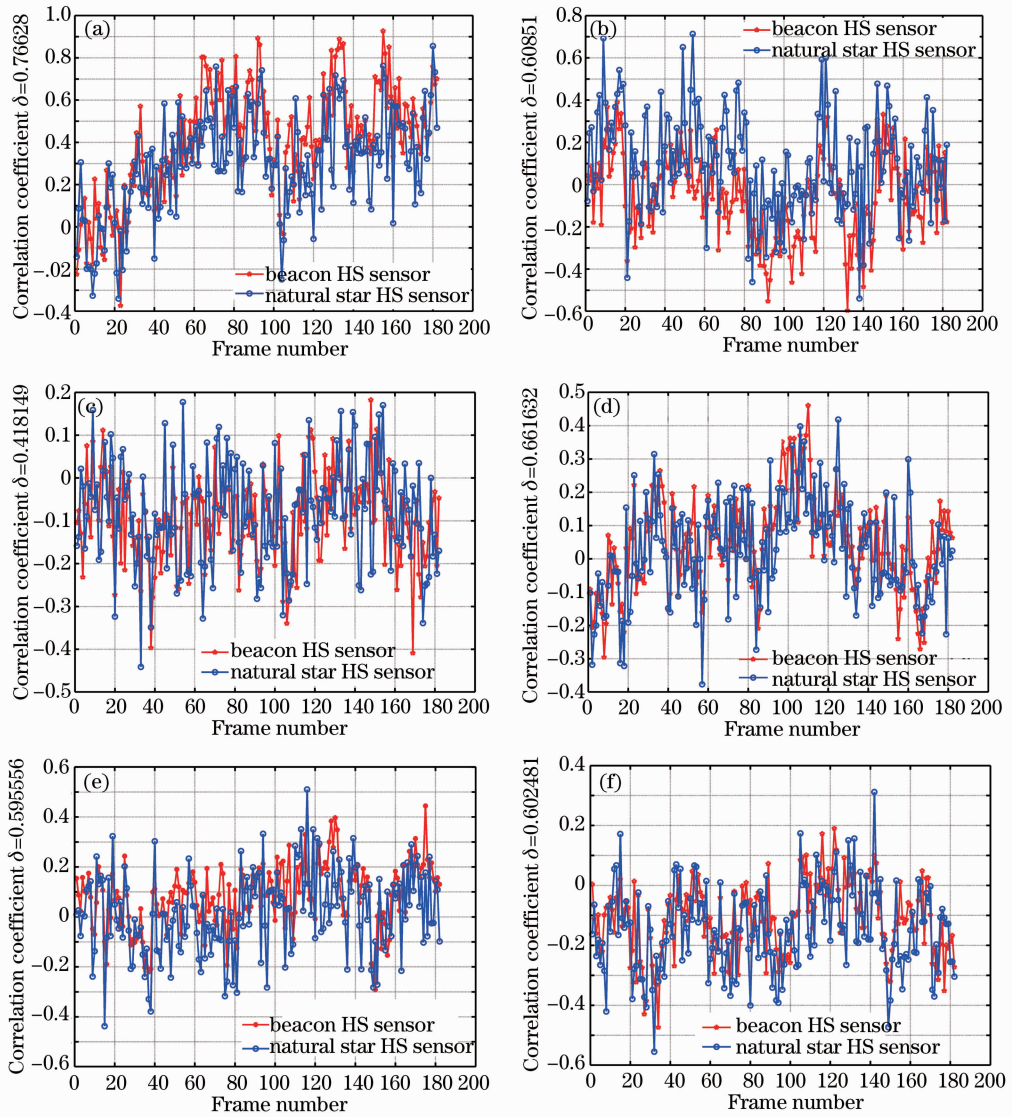 (a)
Correlation coefficient δ=0.76628
1.0
0.8
0.6
0.4
0.2
0
−0.2
−0.4
beacon HS sensor
natural star HS sensor
0 20 40 60 80 100 120 140 160 180 200
Frame number
(b)
Correlation coefficient δ=0.60851
0.8
0.6
0.4
0.2
0
−0.2
−0.4
−0.6
beacon HS sensor
natural star HS sensor
0 20 40 60 80 100 120 140 160 180 200
Frame number
(c)
Correlation coefficient δ=0.418149
0.2
0.1
0
−0.1
−0.2
−0.3
−0.4
−0.5
beacon HS sensor
natural star HS sensor
0 20 40 60 80 100 120 140 160 180 200
Frame number
(d)
Correlation coefficient δ=0.661632
0.5
0.4
0.3
0.2
0.1
0
−0.1
−0.2
−0.3
−0.4
beacon HS sensor
natural star HS sensor
0 20 40 60 80 100 120 140 160 180 200
Frame number
(e)
Correlation coefficient δ=0.595556
0.6
0.4
0.2
0
−0.2
−0.4
−0.6
beacon HS sensor
natural star HS sensor
0 20 40 60 80 100 120 140 160 180 200
Frame number
(f)
Correlation coefficient δ=0.602481
0.4
0.2
0
−0.2
−0.4
−0.6
beacon HS sensor
natural star HS sensor
0 20 40 60 80 100 120 140 160 180 200
Frame number